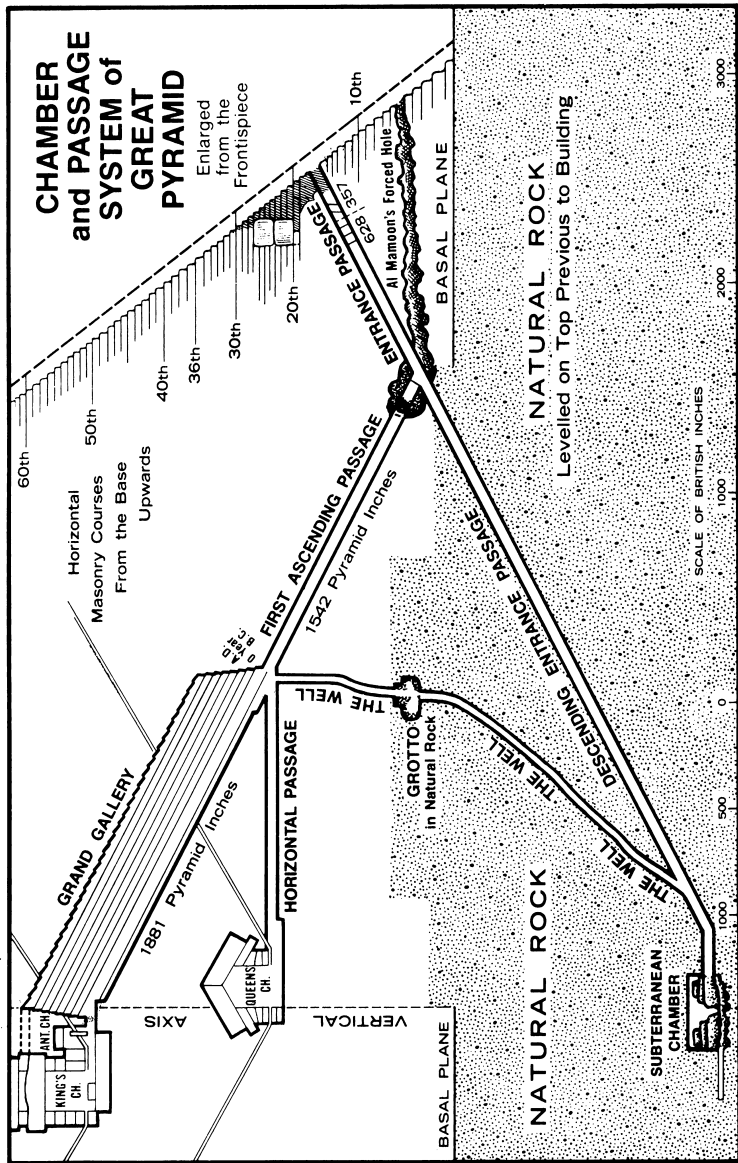 CHAMBER
and PASSAGE
SYSTEM of
GREAT
PYRAMID
Enlarged
from the
Frontispiece
60th
50th
40th
36th
30th
20th
10th
Horizontal
Masonry Courses
From the Base
Upwards
GRAND GALLERY
1881 Pyramid Inches
A.D.
0 Year
B.C.
FIRST ASCENDING PASSAGE
1542 Pyramid Inches
ENTRANCE PASSAGE
628 357
Al Mamoon's Forced Hole
KING'S
CH.
ANT.CH.
QUEENS
CH.
HORIZONTAL PASSAGE
VERTICAL AXIS
THE WELL
GROTTO
in Natural Rock
THE WELL
THE WELL
DESCENDING ENTRANCE PASSAGE
BASAL PLANE
BASAL PLANE
NATURAL ROCK
NATURAL ROCK
Levelled on Top Previous to Building
SUBTERRANEAN
CHAMBER
SCALE OF BRITISH INCHES
1000 500 0 1000 2000 3000